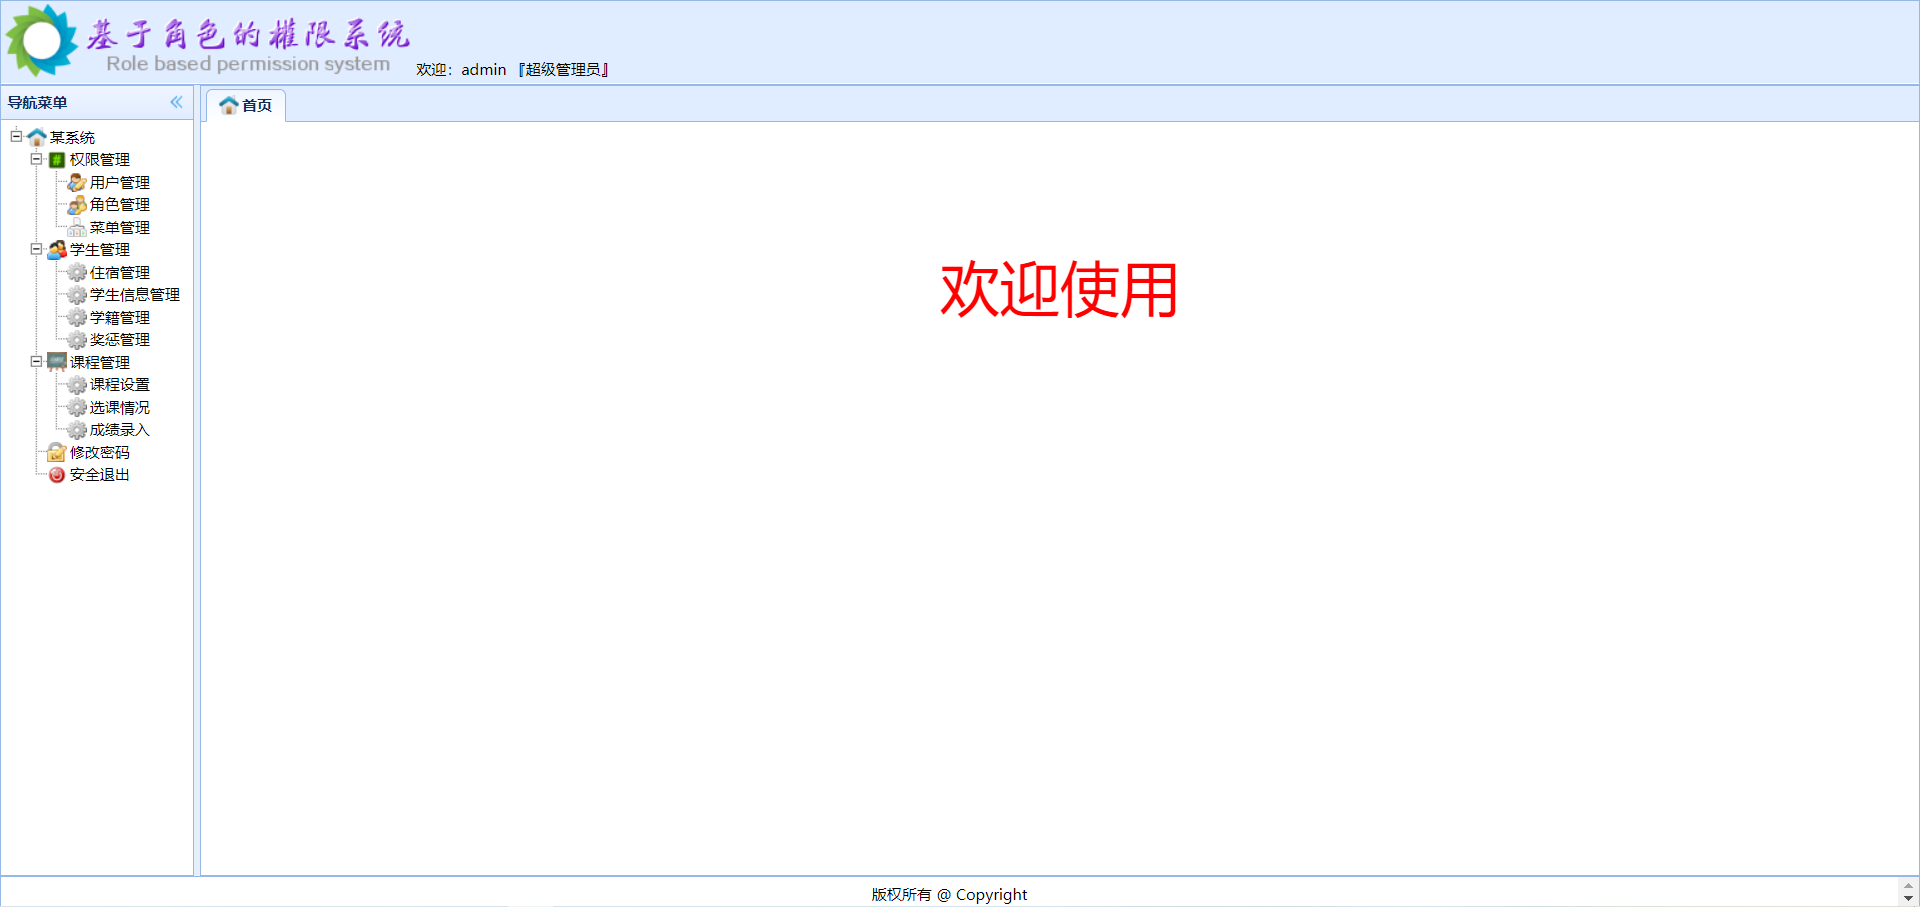 基于角色的權限系统
Role based permission system
欢迎：admin 『超级管理员』
导航菜单
首页
某系统
权限管理
用户管理
角色管理
菜单管理
学生管理
住宿管理
学生信息管理
学籍管理
奖惩管理
课程管理
课程设置
选课情况
成绩录入
修改密码
安全退出
欢迎使用
版权所有 @ Copyright